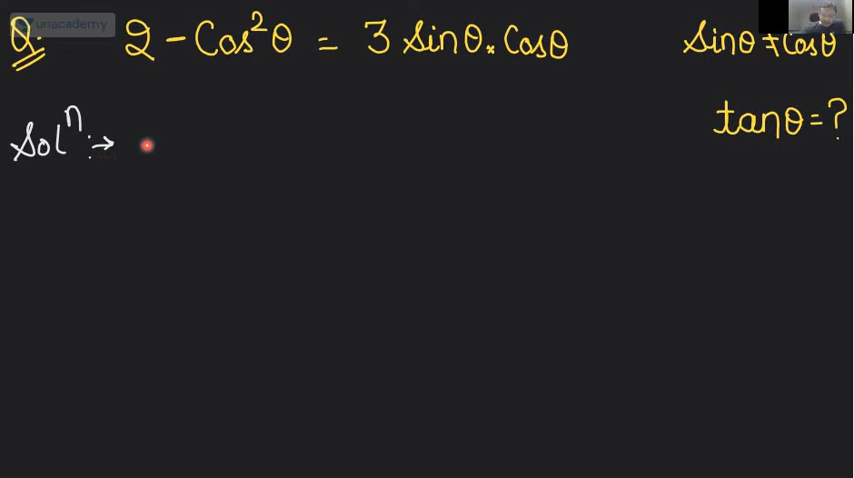 unacademy
Q. 2 - Cos²θ = 3 Sinθ.Cosθ Sinθ ≠ Cosθ
tanθ = ?
Solⁿ:→